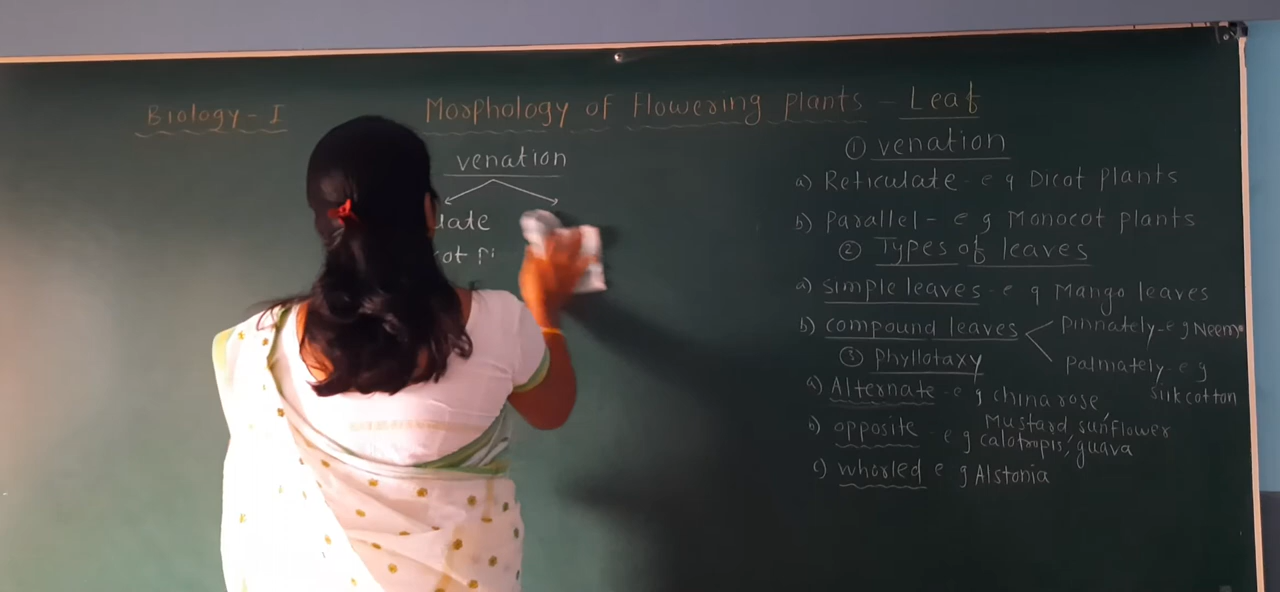 Biology - I
Morphology of Flowering Plants - Leaf
venation
late
ot Pl
① venation
a) Reticulate - e g Dicot plants
b) Parallel - e g Monocot plants
② Types of leaves
a) simple leaves - e g Mango leaves
b) compound leaves
pinnately - e g Neem
palmately - e g
silk cotton
③ Phyllotaxy
a) Alternate - e g china rose,
Mustard sunflower
b) opposite - e g calotropis, guava
c) whorled e g Alstonia